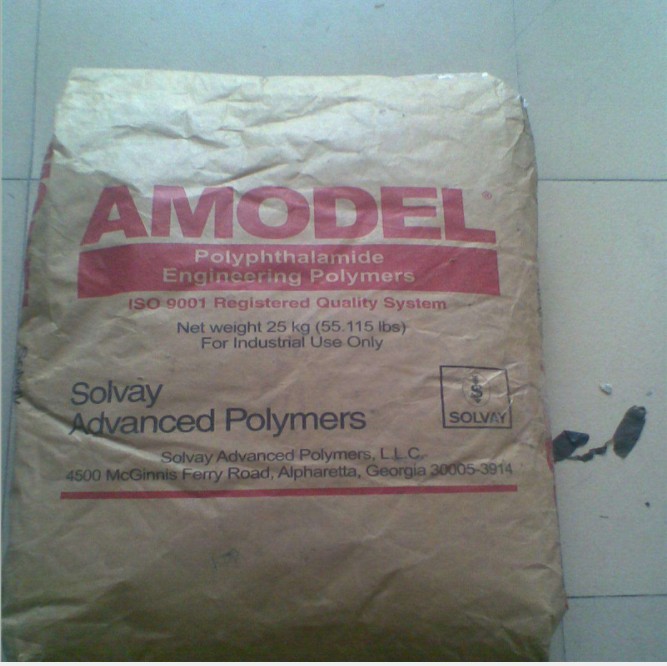 AMODEL®
Polyphthalamide
Engineering Polymers
ISO 9001 Registered Quality System
Net weight 25 kg (55.115 lbs)
For Industrial Use Only
Solvay
Advanced Polymers
SOLVAY
Solvay Advanced Polymers, L.L.C.
4500 McGinnis Ferry Road, Alpharetta, Georgia 30005-3914